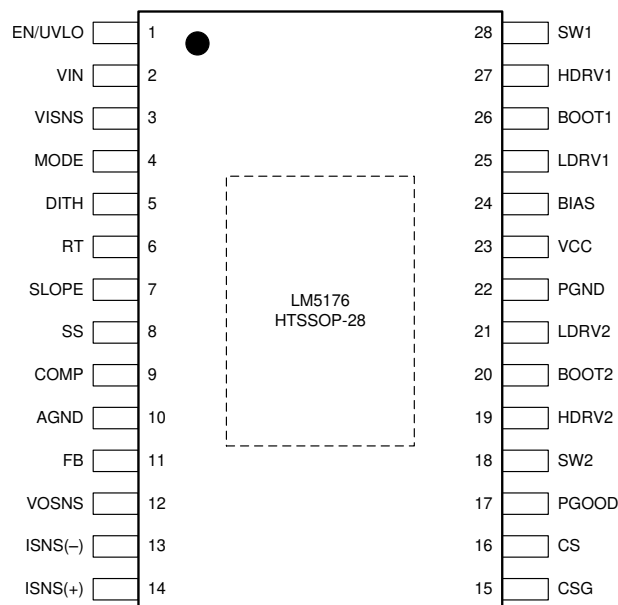 EN/UVLO 1 28 SW1
VIN 2 27 HDRV1
VISNS 3 26 BOOT1
MODE 4 25 LDRV1
DITH 5 24 BIAS
RT 6 23 VCC
SLOPE 7 22 PGND
LM5176
HTSSOP-28
SS 8 21 LDRV2
COMP 9 20 BOOT2
AGND 10 19 HDRV2
FB 11 18 SW2
VOSNS 12 17 PGOOD
ISNS(–) 13 16 CS
ISNS(+) 14 15 CSG